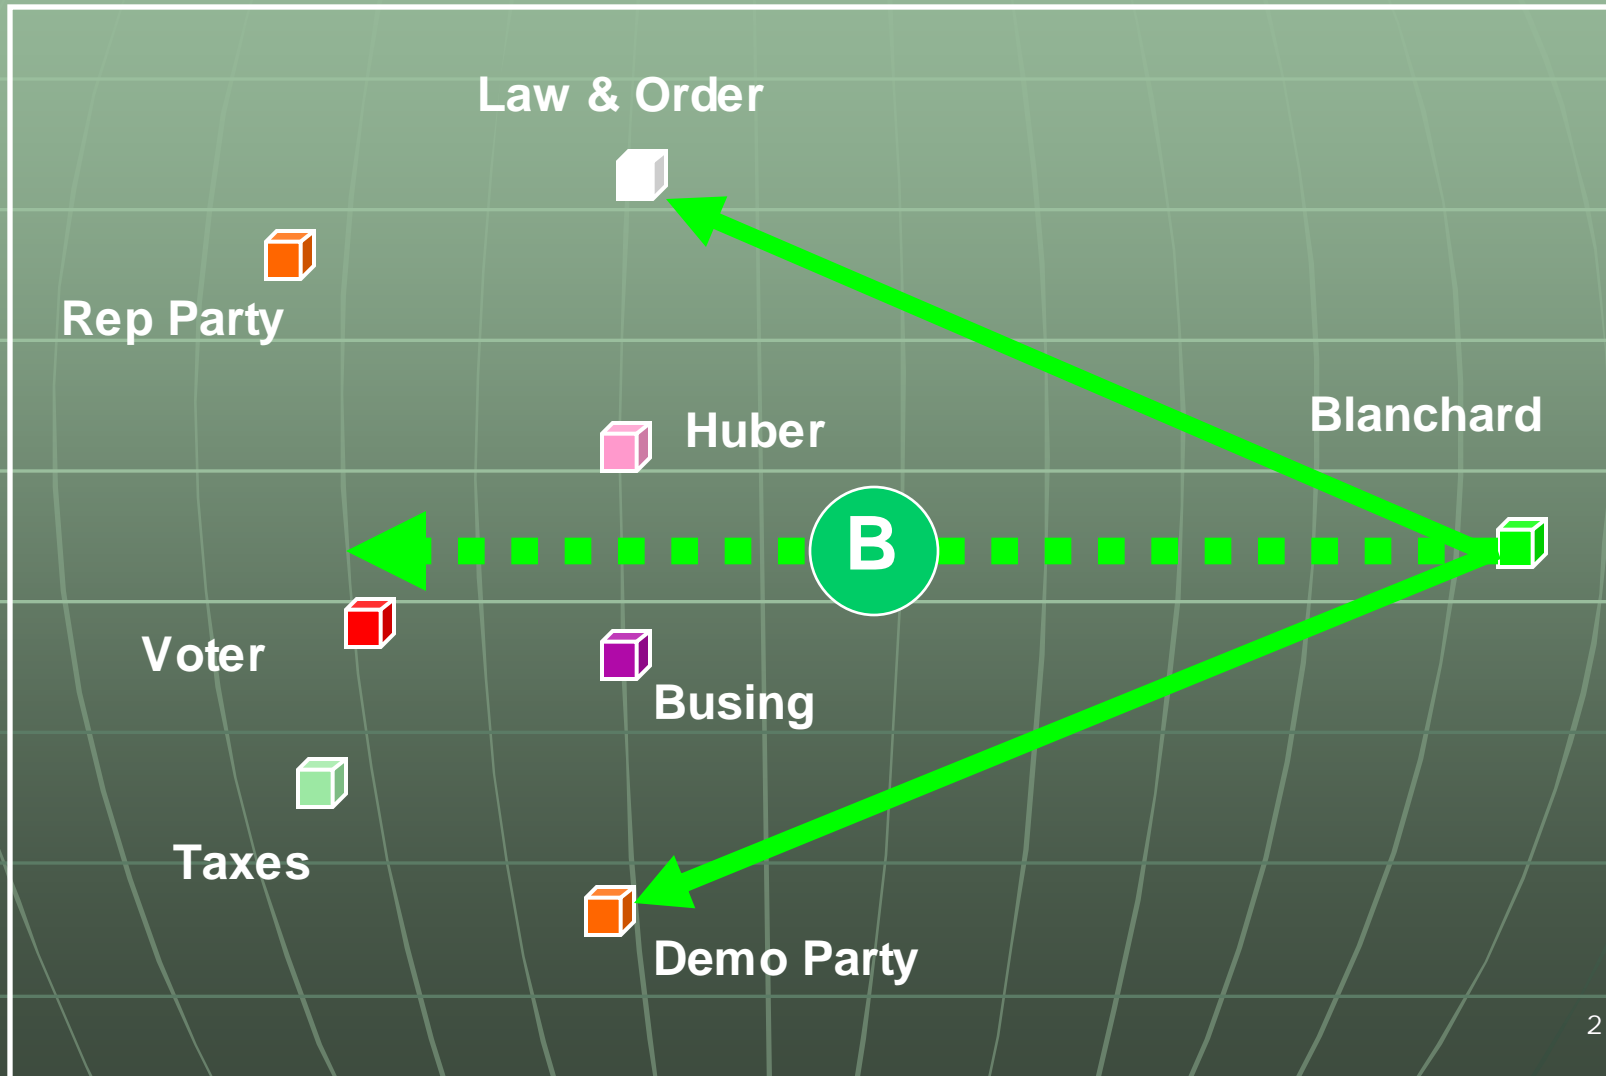 Law & Order
Rep Party
Huber
Blanchard
B
Voter
Busing
Taxes
Demo Party
2